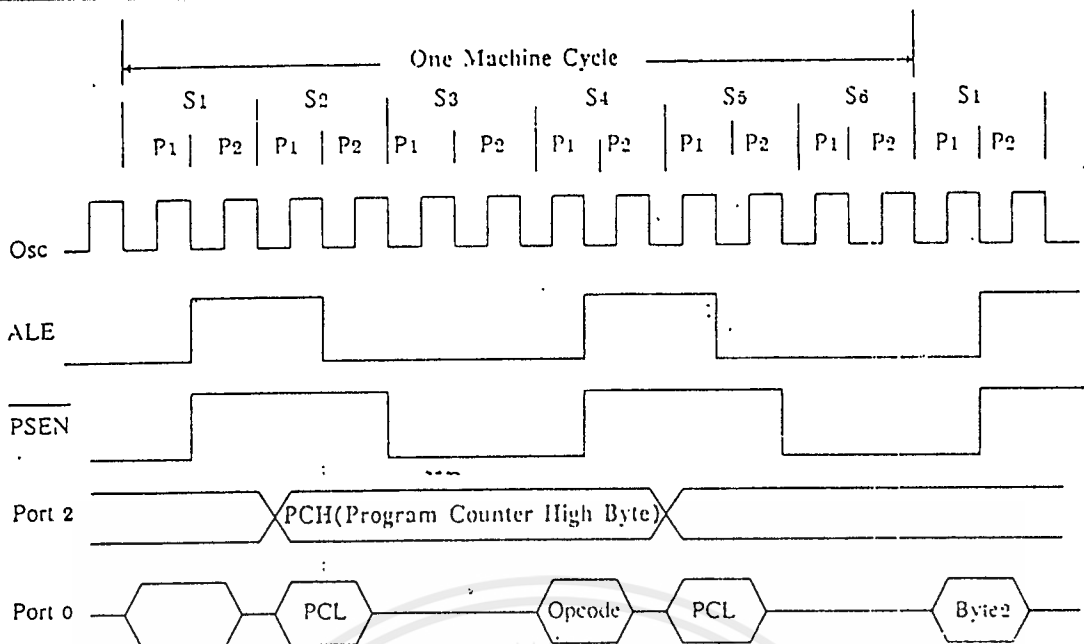 One Machine Cycle
S1 S2 S3 S4 S5 S6 S1
P1 P2 P1 P2 P1 P2 P1 P2 P1 P2 P1 P2 P1 P2
Osc
ALE
PSEN
Port 2 PCH(Program Counter High Byte)
Port 0 PCL Opcode PCL Byte2